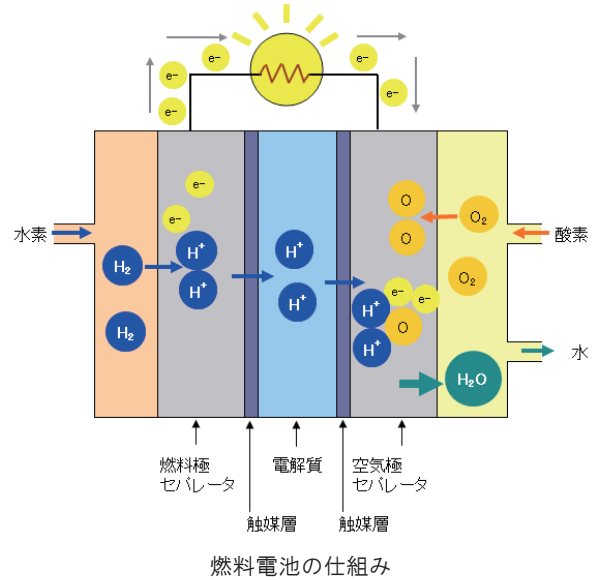 e-
e-
e-
e-
e-
水素
H₂
H₂
e-
e-
H⁺
H⁺
H⁺
H⁺
O
O
O₂
O₂
酸素
e-
e-
H⁺
O
H⁺
H₂O
水
燃料極
セパレータ
電解質
空気極
セパレータ
触媒層
触媒層
燃料電池の仕組み